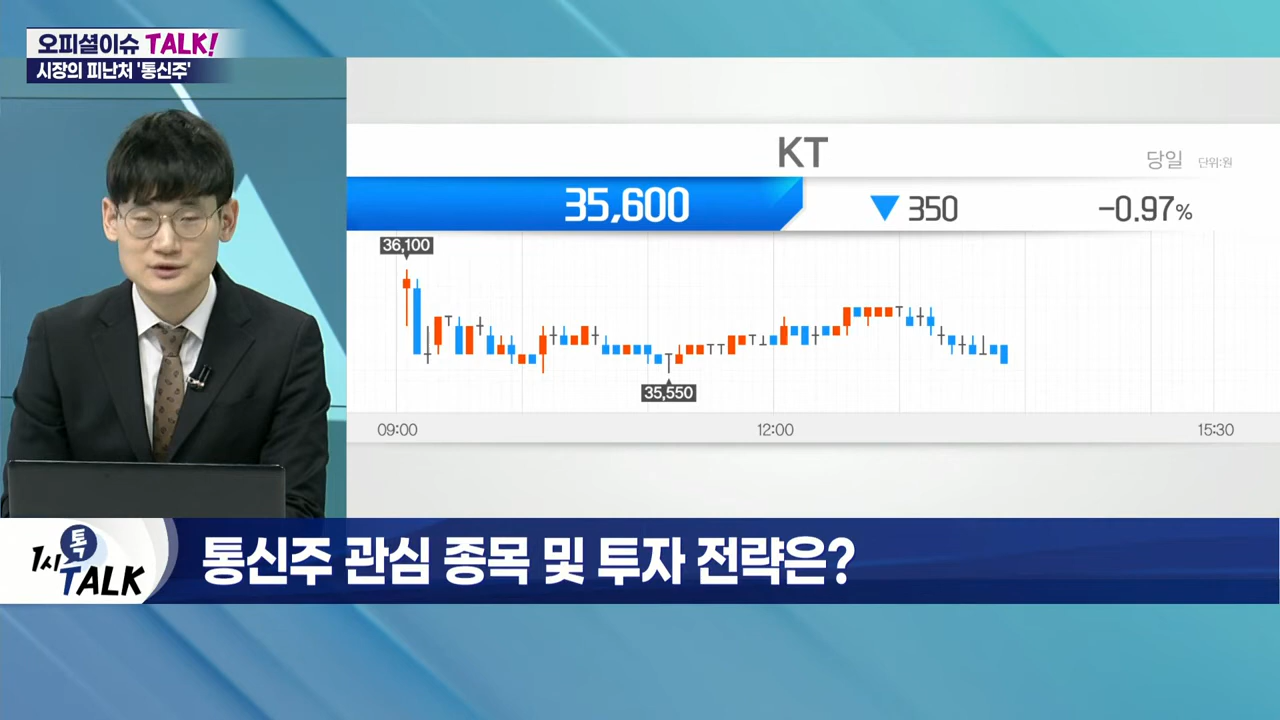 오피셜이슈 TALK!
시장의 피난처 '통신주'
KT
당일 단위:원
35,600 ▼ 350 -0.97%
36,100
35,550
09:00 12:00 15:30
1시톡
TALK
통신주 관심 종목 및 투자 전략은?